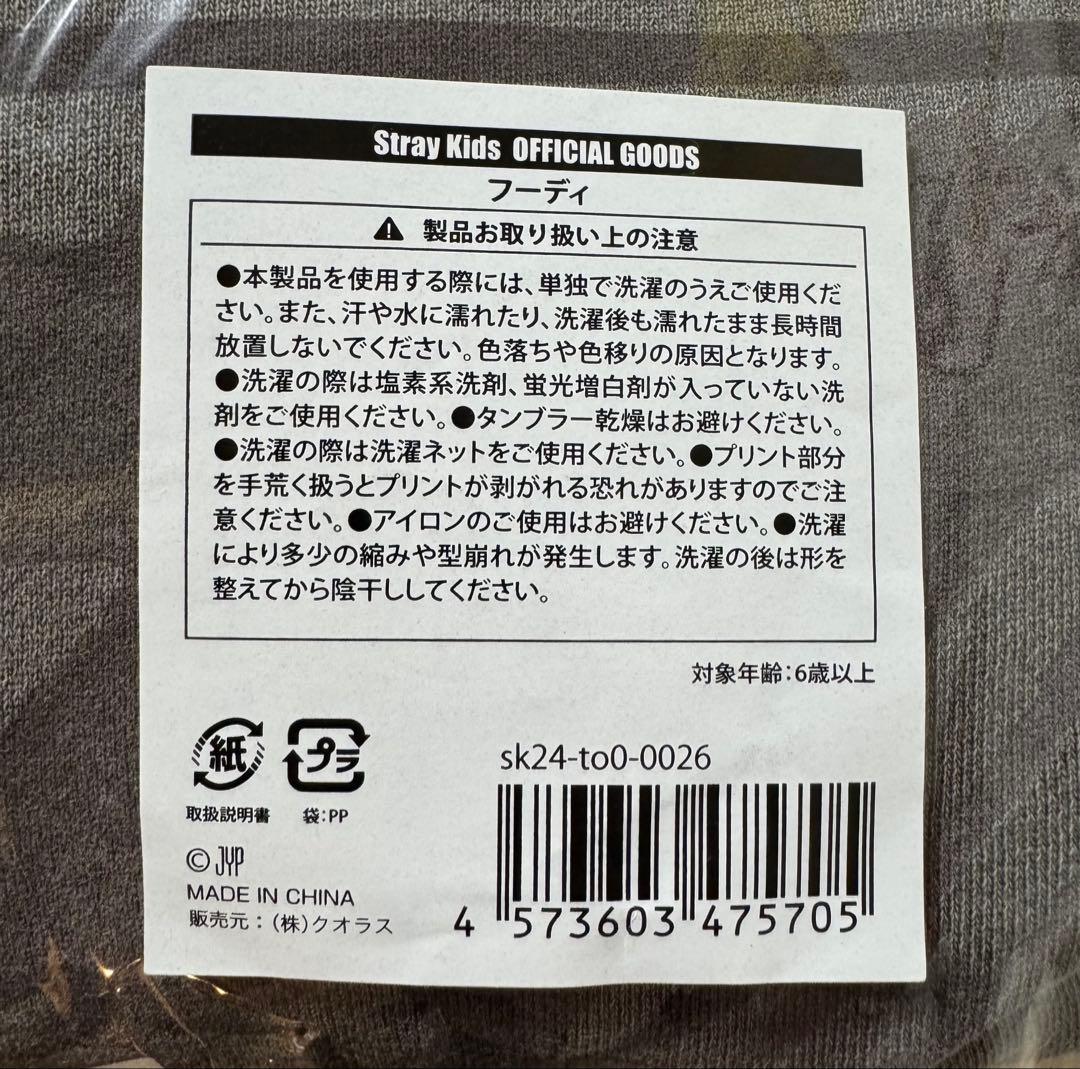 Stray Kids OFFICIAL GOODS
フーディ
⚠ 製品お取り扱い上の注意
●本製品を使用する際には、単独で洗濯のうえご使用くだ
さい。また、汗や水に濡れたり、洗濯後も濡れたまま長時間
放置しないでください。色落ちや色移りの原因となります。
●洗濯の際は塩素系洗剤、蛍光増白剤が入っていない洗
剤をご使用ください。●タンブラー乾燥はお避けください。
●洗濯の際は洗濯ネットをご使用ください。●プリント部分
を手荒く扱うとプリントが剥がれる恐れがありますのでご注
意ください。●アイロンのご使用はお避けください。●洗濯
により多少の縮みや型崩れが発生します。洗濯の後は形を
整えてから陰干ししてください。
対象年齢：6歳以上
紙 プラ
取扱説明書 袋：PP
sk24-to0-0026
© JYP
MADE IN CHINA
販売元：（株）クオラス
4 573603 475705